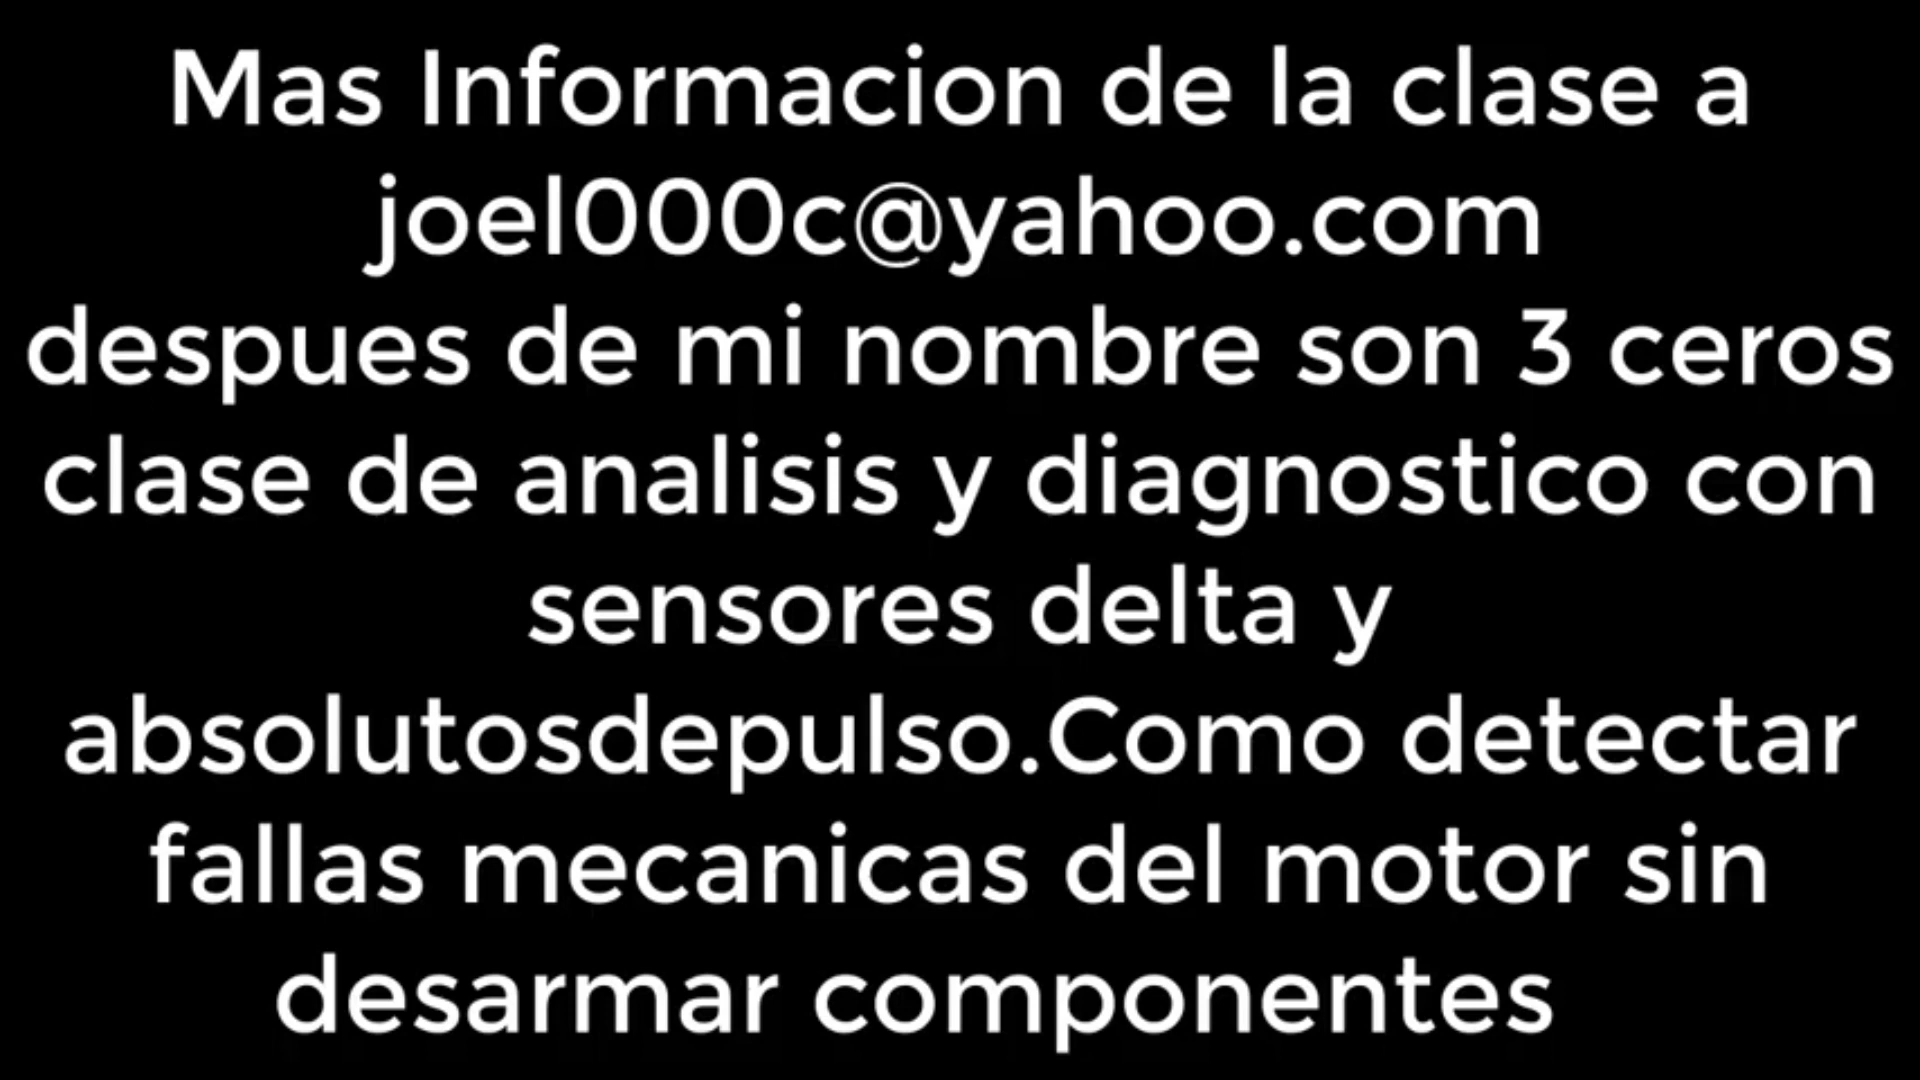 Mas Informacion de la clase a
joel000c@yahoo.com
despues de mi nombre son 3 ceros
clase de analisis y diagnostico con
sensores delta y
absolutosdepulso.Como detectar
fallas mecanicas del motor sin
desarmar componentes